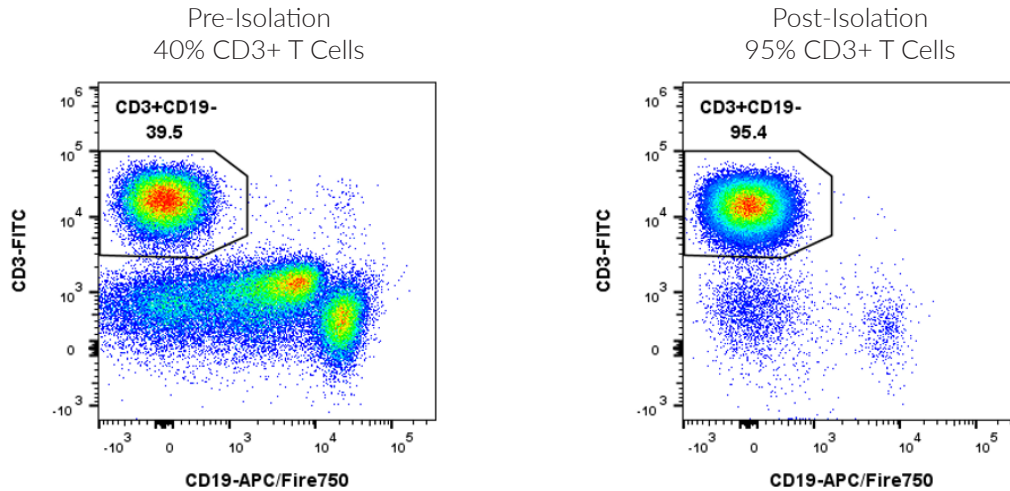 Pre-Isolation
40% CD3+ T Cells
10^6
CD3+CD19-
39.5
10^5
10^4
CD3-FITC
10^3
0
-10^3
-10^3 0 10^3 10^4 10^5
CD19-APC/Fire750
Post-Isolation
95% CD3+ T Cells
10^6
CD3+CD19-
95.4
10^5
10^4
CD3-FITC
10^3
0
-10^3
-10^3 0 10^3 10^4 10^5
CD19-APC/Fire750